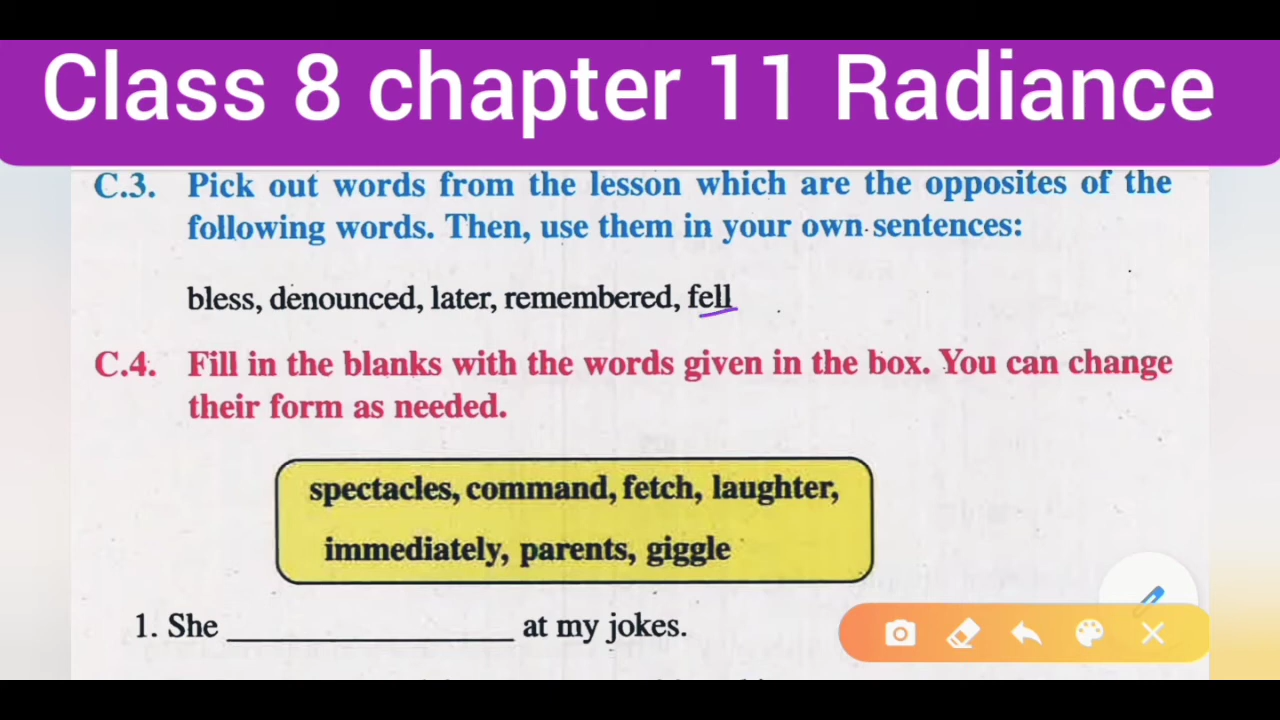 Class 8 chapter 11 Radiance
C.3. Pick out words from the lesson which are the opposites of the
following words. Then, use them in your own sentences:
bless, denounced, later, remembered, fell
C.4. Fill in the blanks with the words given in the box. You can change
their form as needed.
spectacles, command, fetch, laughter,
immediately, parents, giggle
1. She ____________________ at my jokes.